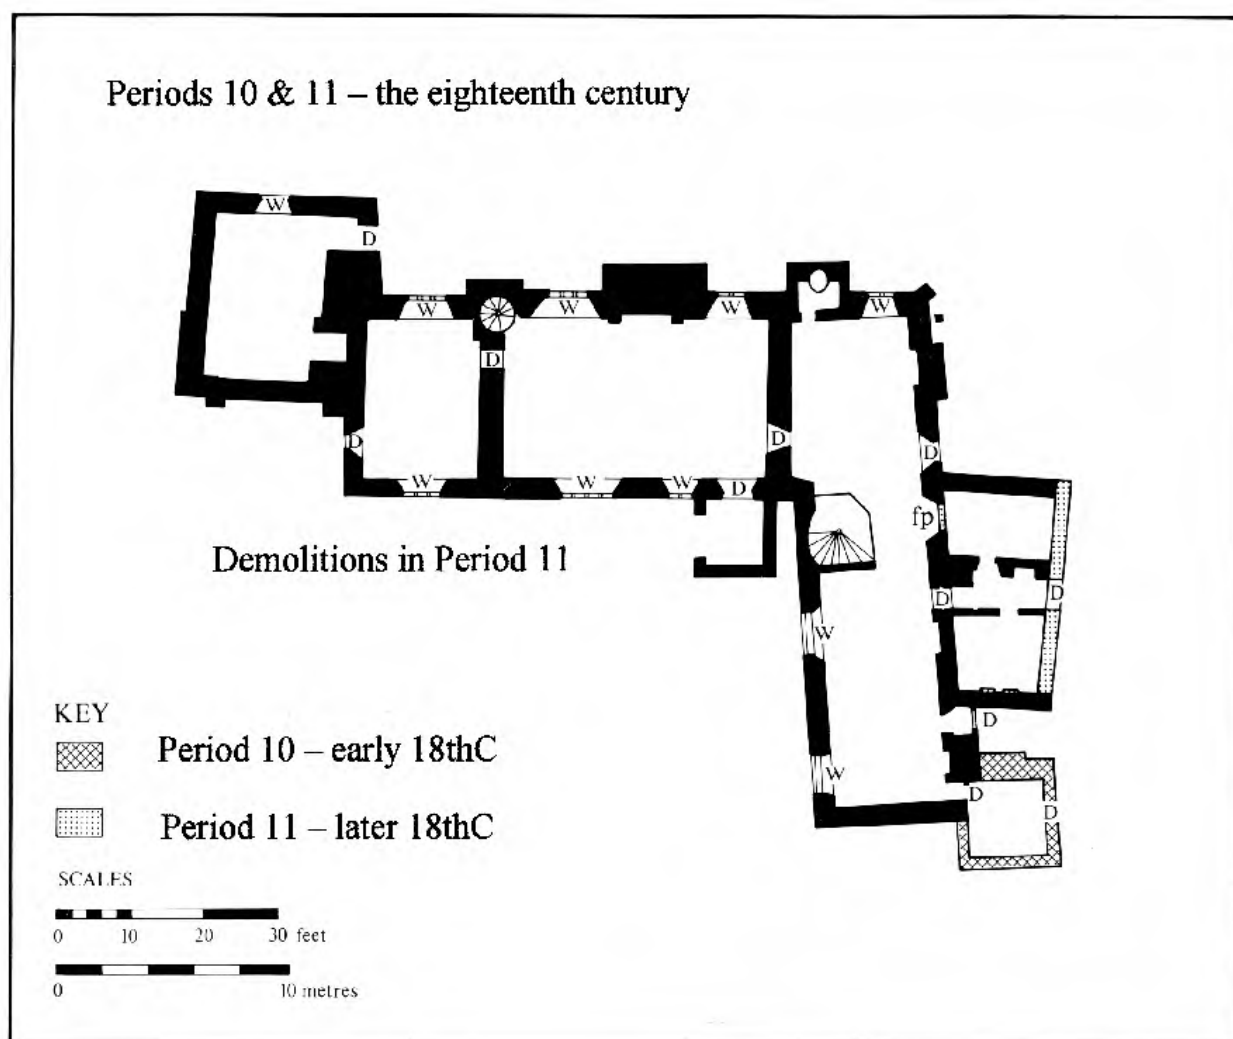 Periods 10 & 11 – the eighteenth century
W
D
W
W
W
W
D
D
D
D
W
W
W
D
fp
Demolitions in Period 11
D
D
W
KEY
D
Period 10 – early 18thC
W
D
D
Period 11 – later 18thC
SCALES
0 10 20 30 feet
0 10 metres